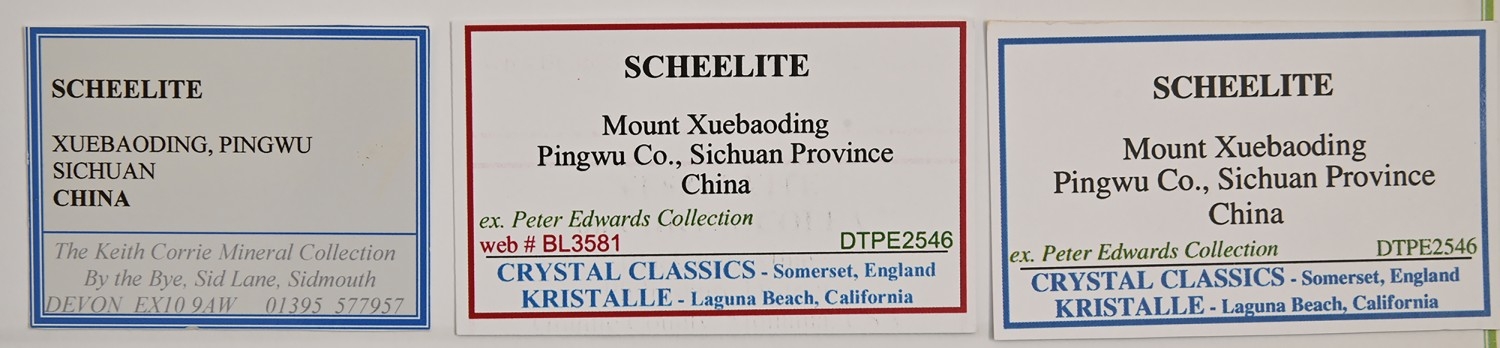 SCHEELITE
XUEBAODING, PINGWU
SICHUAN
CHINA
The Keith Corrie Mineral Collection
By the Bye, Sid Lane, Sidmouth
DEVON EX10 9AW 01395 577957
SCHEELITE
Mount Xuebaoding
Pingwu Co., Sichuan Province
China
ex. Peter Edwards Collection
web # BL3581 DTPE2546
CRYSTAL CLASSICS - Somerset, England
KRISTALLE - Laguna Beach, California
SCHEELITE
Mount Xuebaoding
Pingwu Co., Sichuan Province
China
ex. Peter Edwards Collection DTPE2546
CRYSTAL CLASSICS - Somerset, England
KRISTALLE - Laguna Beach, California